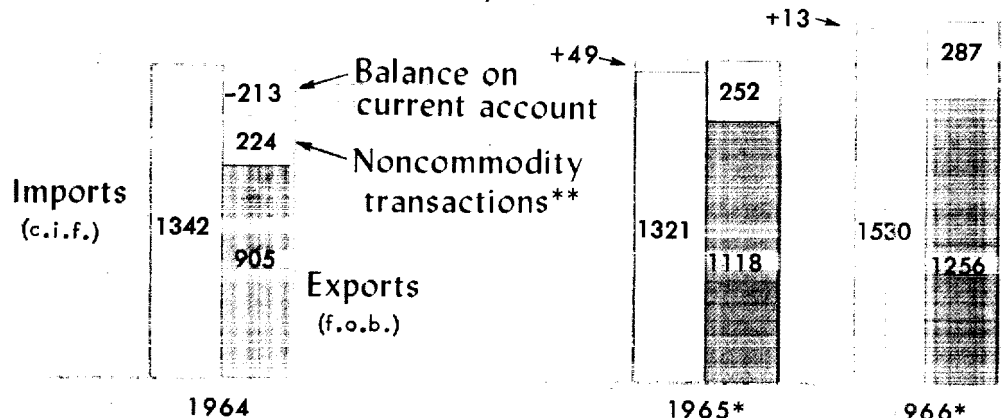 +13
+49
287
-213
Balance on
current account
252
224
Noncommodity
transactions**
Imports
(c.i.f.)
1342
905
1321
1118
1530
1256
Exports
(f.o.b.)
1964
1965*
966*